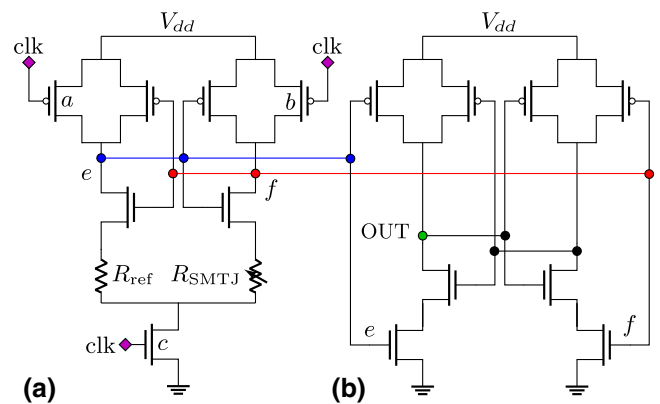 V_dd V_dd
clk clk
a b
e f
OUT
R_ref R_SMTJ
e f
clk c
(a) (b)